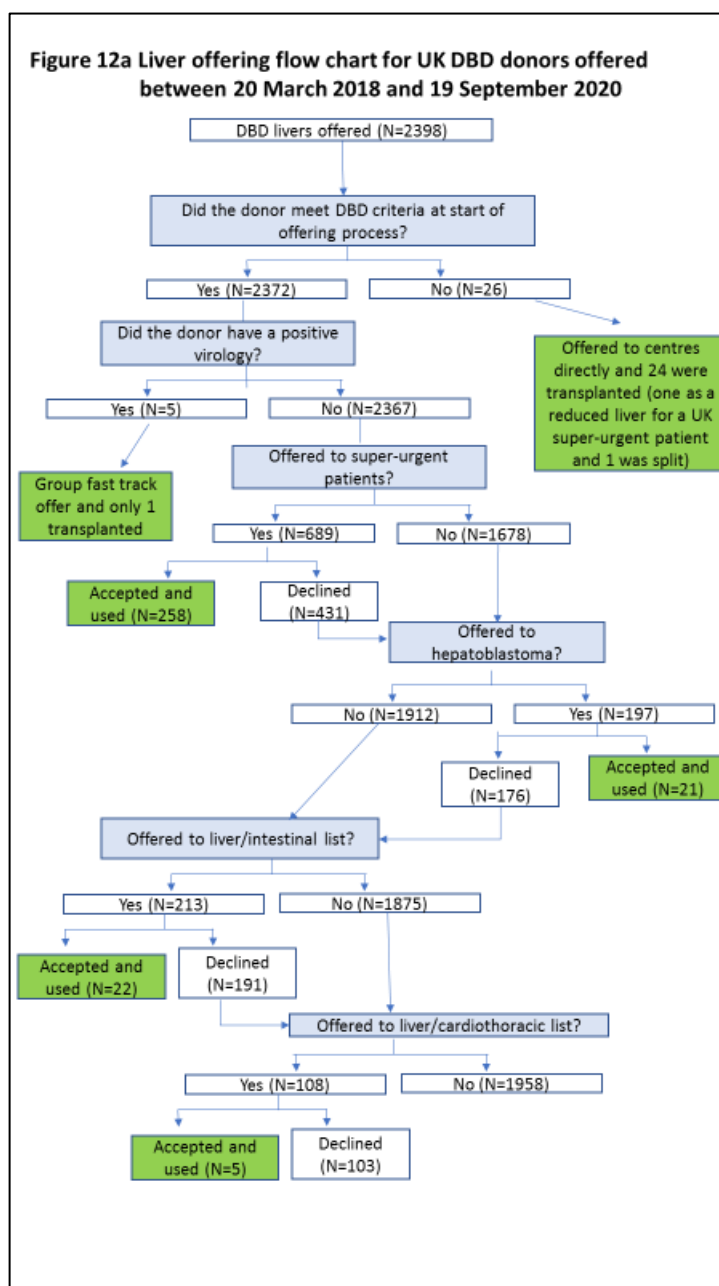 Figure 12a Liver offering flow chart for UK DBD donors offered
between 20 March 2018 and 19 September 2020
DBD livers offered (N=2398)
Did the donor meet DBD criteria at start of
offering process?
Yes (N=2372)
No (N=26)
Did the donor have a positive
virology?
Offered to centres
directly and 24 were
transplanted (one as a
reduced liver for a UK
super-urgent patient
and 1 was split)
Yes (N=5)
No (N=2367)
Group fast track
offer and only 1
transplanted
Offered to super-urgent
patients?
Yes (N=689)
No (N=1678)
Accepted and
used (N=258)
Declined
(N=431)
Offered to
hepatoblastoma?
No (N=1912)
Yes (N=197)
Declined
(N=176)
Accepted and
used (N=21)
Offered to liver/intestinal list?
Yes (N=213)
No (N=1875)
Accepted and
used (N=22)
Declined
(N=191)
Offered to liver/cardiothoracic list?
Yes (N=108)
No (N=1958)
Accepted and
used (N=5)
Declined
(N=103)